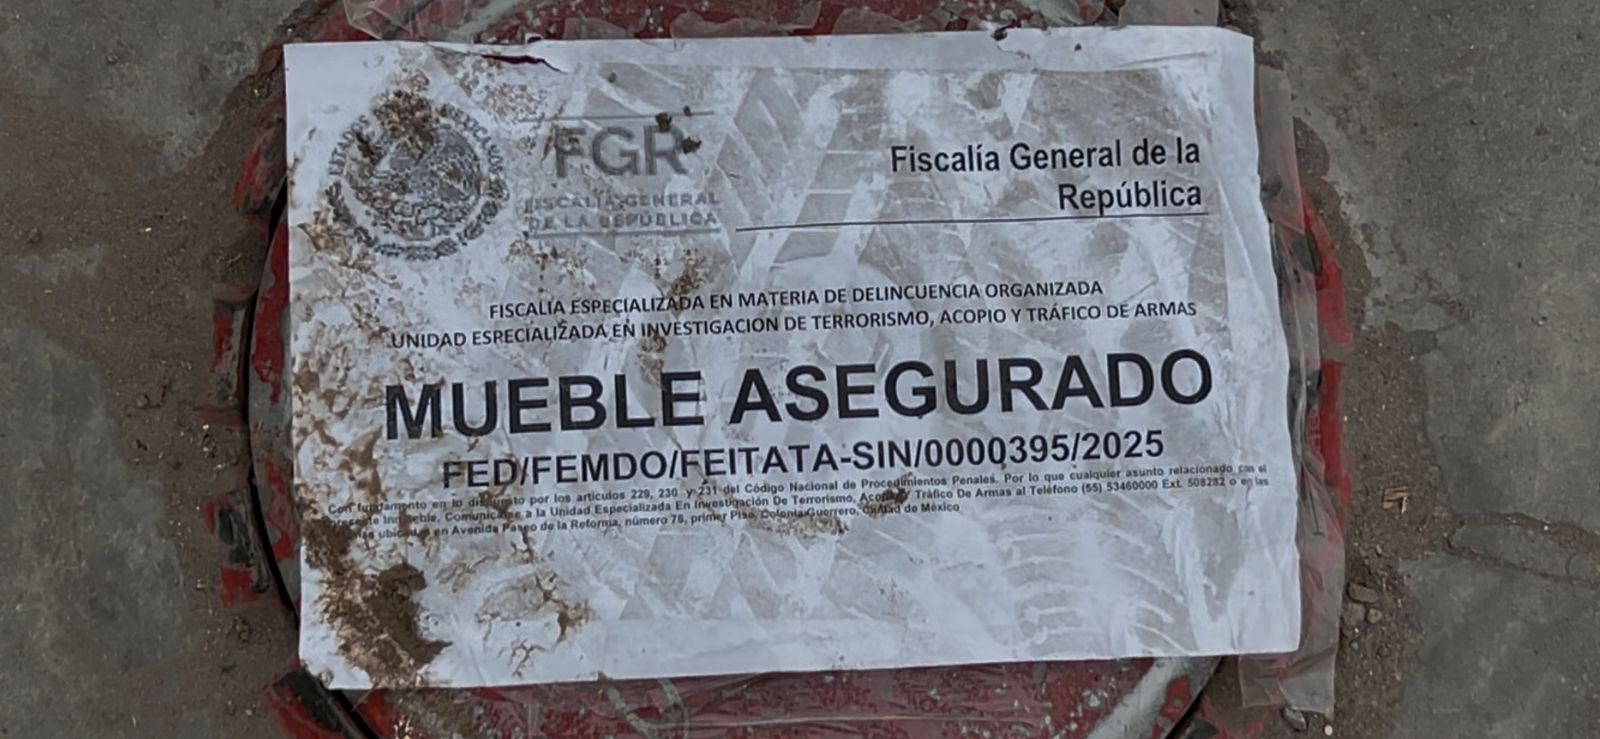 ESTADOS MEXICANOS
FGR
FISCALÍA GENERAL
DE LA REPÚBLICA
Fiscalía General de la
República
FISCALIA ESPECIALIZADA EN MATERIA DE DELINCUENCIA ORGANIZADA
UNIDAD ESPECIALIZADA EN INVESTIGACION DE TERRORISMO, ACOPIO Y TRÁFICO DE ARMAS
MUEBLE ASEGURADO
FED/FEMDO/FEITATA-SIN/0000395/2025
Con fundamento en lo dispuesto por los articulos 229, 230 y 231 del Código Nacional de Procedimientos Penales. Por lo que cualquier asunto relacionado con el
presente Inmueble, Comunicarse a la Unidad Especializada En Investigación De Terrorismo, Acopio Y Tráfico De Armas al Teléfono (55) 53460000 Ext. 508282 o en las
ubicadas en Avenida Paseo de la Reforma, número 75, primer Piso, Colonia Guerrero, Ciudad de México